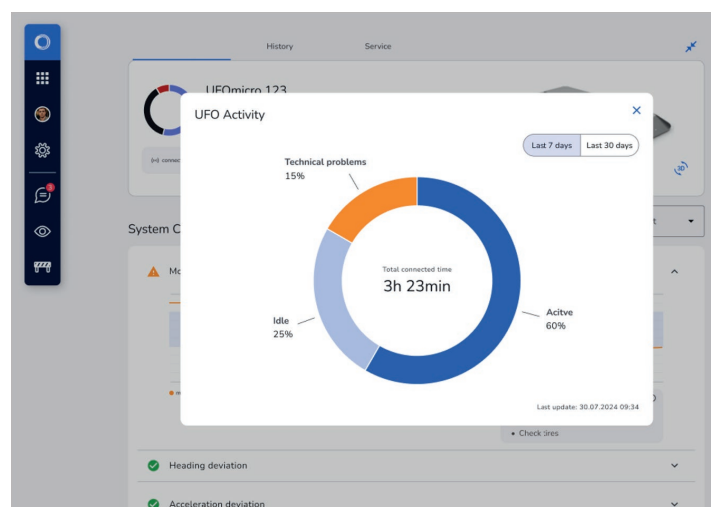 History
Service
UFOmicro 123
UFO Activity
Last 7 days
Last 30 days
Technical problems
15%
3D
3
System C
Total connected time
3h 23min
Idle
25%
Acitve
60%
Last update: 30.07.2024 09:34
Check tires
Heading deviation
Acceleration deviation